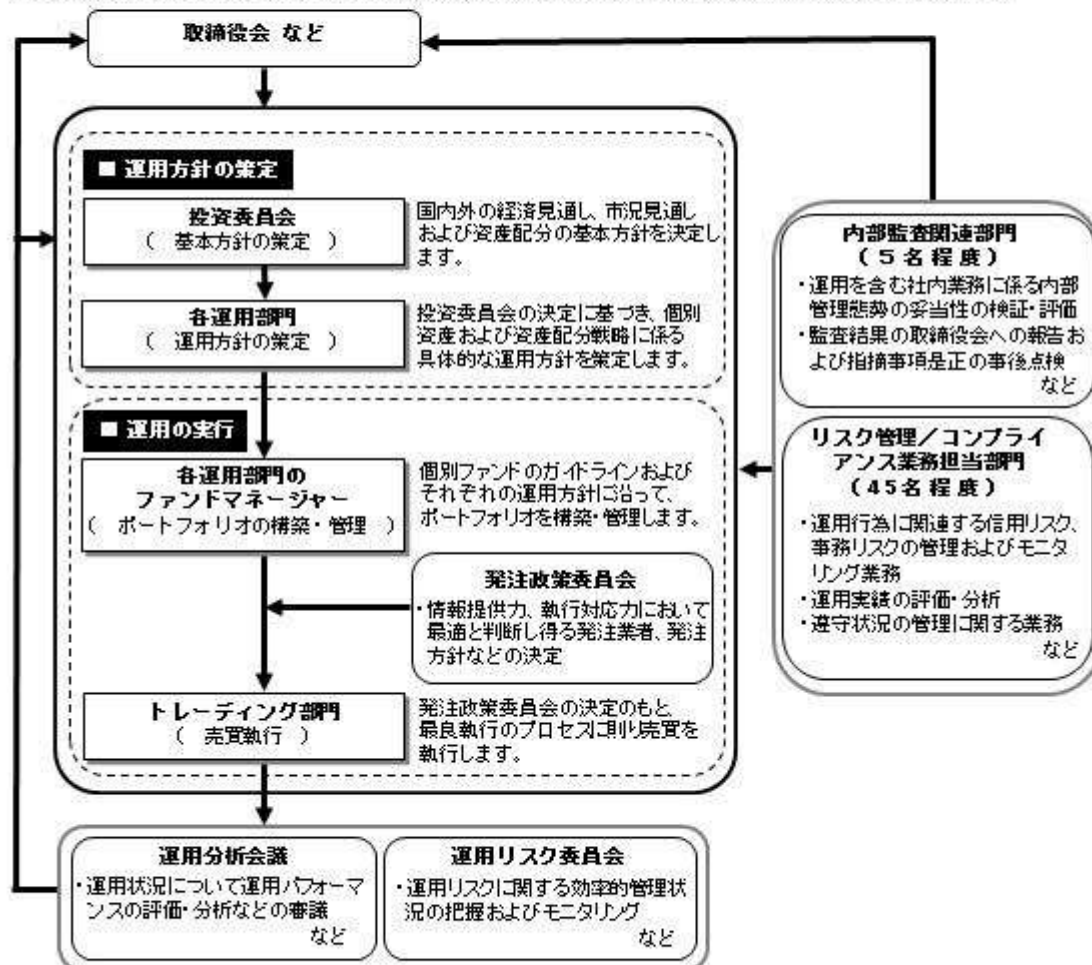 取締役会 など
■ 運用方針の策定
投資委員会
（ 基本方針の策定 ）
国内外の経済見通し、市況見通し
および資産配分の基本方針を決定し
ます。
各運用部門
（ 運用方針の策定 ）
投資委員会の決定に基づき、個別
資産および資産配分戦略に係る
具体的な運用方針を策定します。
■ 運用の実行
各運用部門の
ファンドマネージャー
（ ポートフォリオの構築・管理 ）
個別ファンドのガイドラインおよび
それぞれの運用方針に沿って、
ポートフォリオを構築・管理します。
発注政策委員会
・情報提供力、執行対応力において
最適と判断し得る発注業者、発注
方針などの決定
トレーディング部門
（ 売買執行 ）
発注政策委員会の決定のもと、
最良執行のプロセスに則り売買を
執行します。
運用分析会議
・運用状況について運用パフォーマ
ンスの評価・分析などの審議
など
運用リスク委員会
・運用リスクに関する効率的管理状
況の把握およびモニタリング
など
内部監査関連部門
（５名程度）
・運用を含む社内業務に係る内部
管理態勢の妥当性の検証・評価
・監査結果の取締役会への報告お
よび指摘事項是正の事後点検
など
リスク管理／コンプライ
アンス業務担当部門
（45名程度）
・運用行為に関連する信用リスク、
事務リスクの管理およびモニタ
リング業務
・運用実績の評価・分析
・遵守状況の管理に関する業務
など